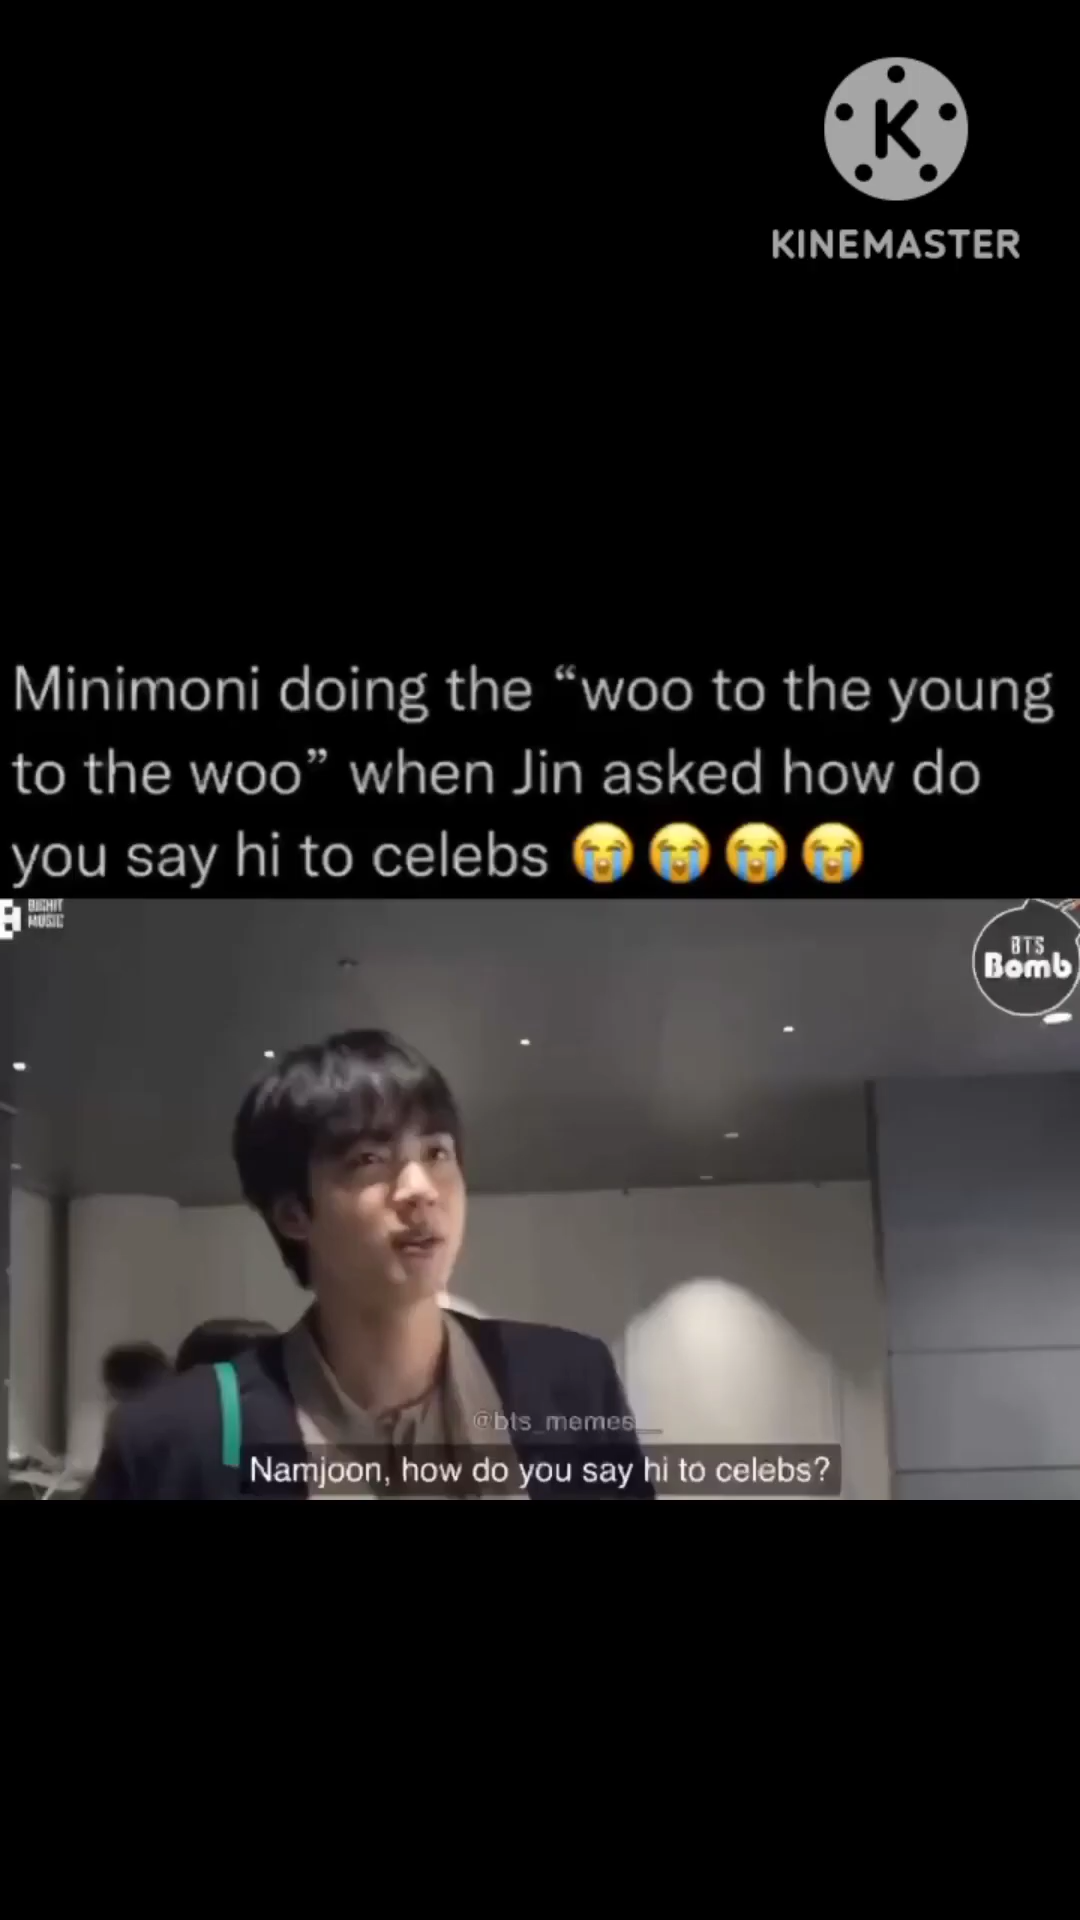 K
KINEMASTER
Minimoni doing the “woo to the young
to the woo” when Jin asked how do
you say hi to celebs 😭😭😭😭
BIGHIT
MUSIC
BTS
Bomb
@bts_memes__
Namjoon, how do you say hi to celebs?